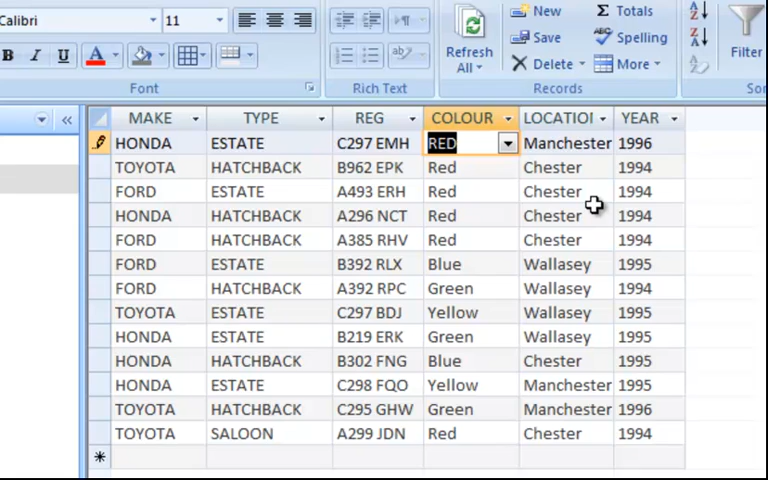 Calibri 11 New Σ Totals
B I U A ab Refresh All Save Spelling Filter
Delete More
Font Rich Text Records
MAKE TYPE REG COLOUR LOCATIO YEAR
HONDA ESTATE C297 EMH RED Manchester 1996
TOYOTA HATCHBACK B962 EPK Red Chester 1994
FORD ESTATE A493 ERH Red Chester 1994
HONDA HATCHBACK A296 NCT Red Chester 1994
FORD HATCHBACK A385 RHV Red Chester 1994
FORD ESTATE B392 RLX Blue Wallasey 1995
FORD HATCHBACK A392 RPC Green Wallasey 1994
TOYOTA ESTATE C297 BDJ Yellow Wallasey 1995
HONDA ESTATE B219 ERK Green Wallasey 1995
HONDA HATCHBACK B302 FNG Blue Chester 1995
HONDA ESTATE C298 FQO Yellow Manchester 1995
TOYOTA HATCHBACK C295 GHW Green Manchester 1996
TOYOTA SALOON A299 JDN Red Chester 1994